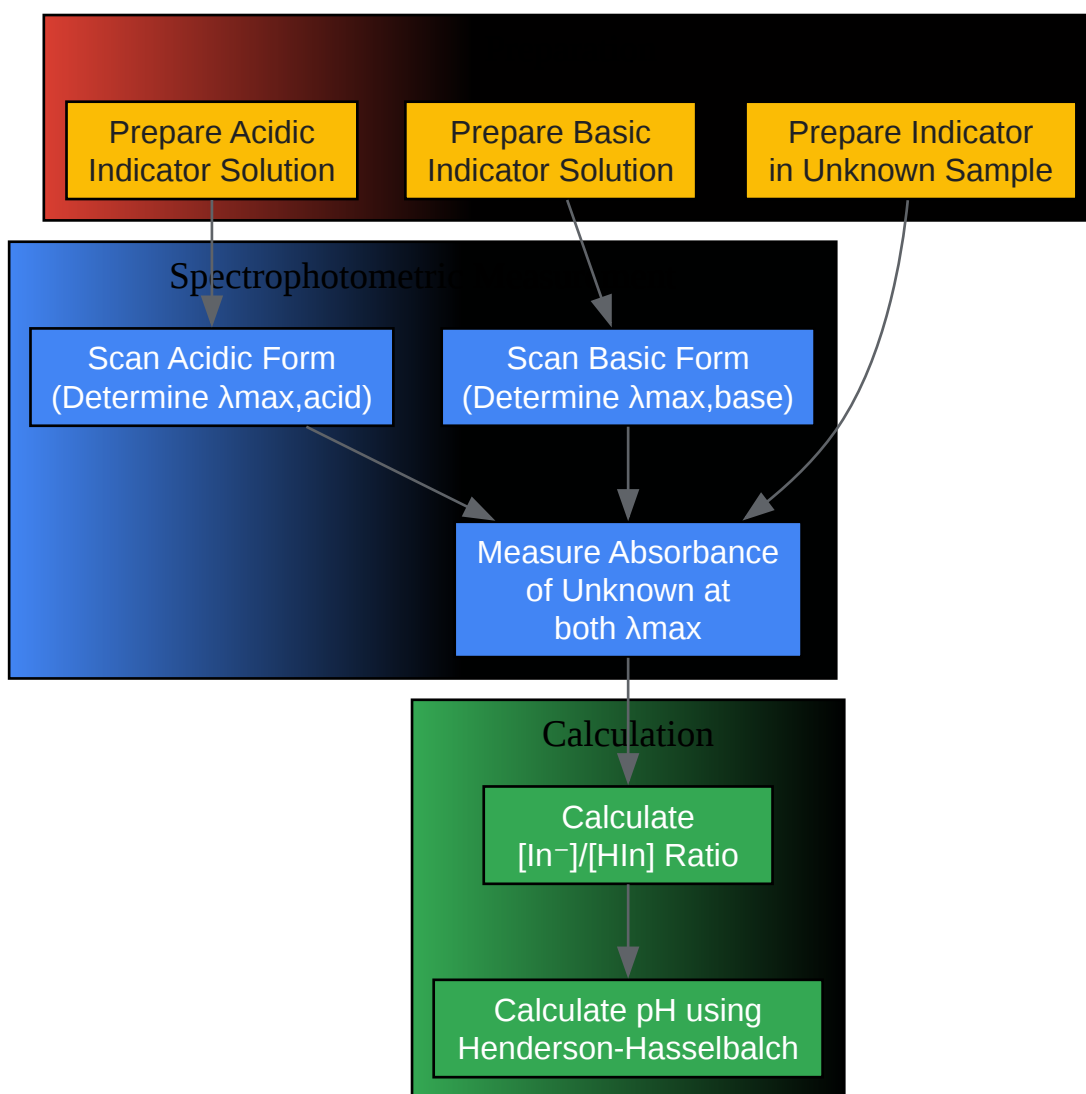 Prepare Acidic
Indicator Solution
Prepare Basic
Indicator Solution
Prepare Indicator
in Unknown Sample
Spectrophotometric
Scan Acidic Form
(Determine λmax,acid)
Scan Basic Form
(Determine λmax,base)
Measure Absorbance
of Unknown at
both λmax
Calculation
Calculate
[In⁻]/[HIn] Ratio
Calculate pH using
Henderson-Hasselbalch